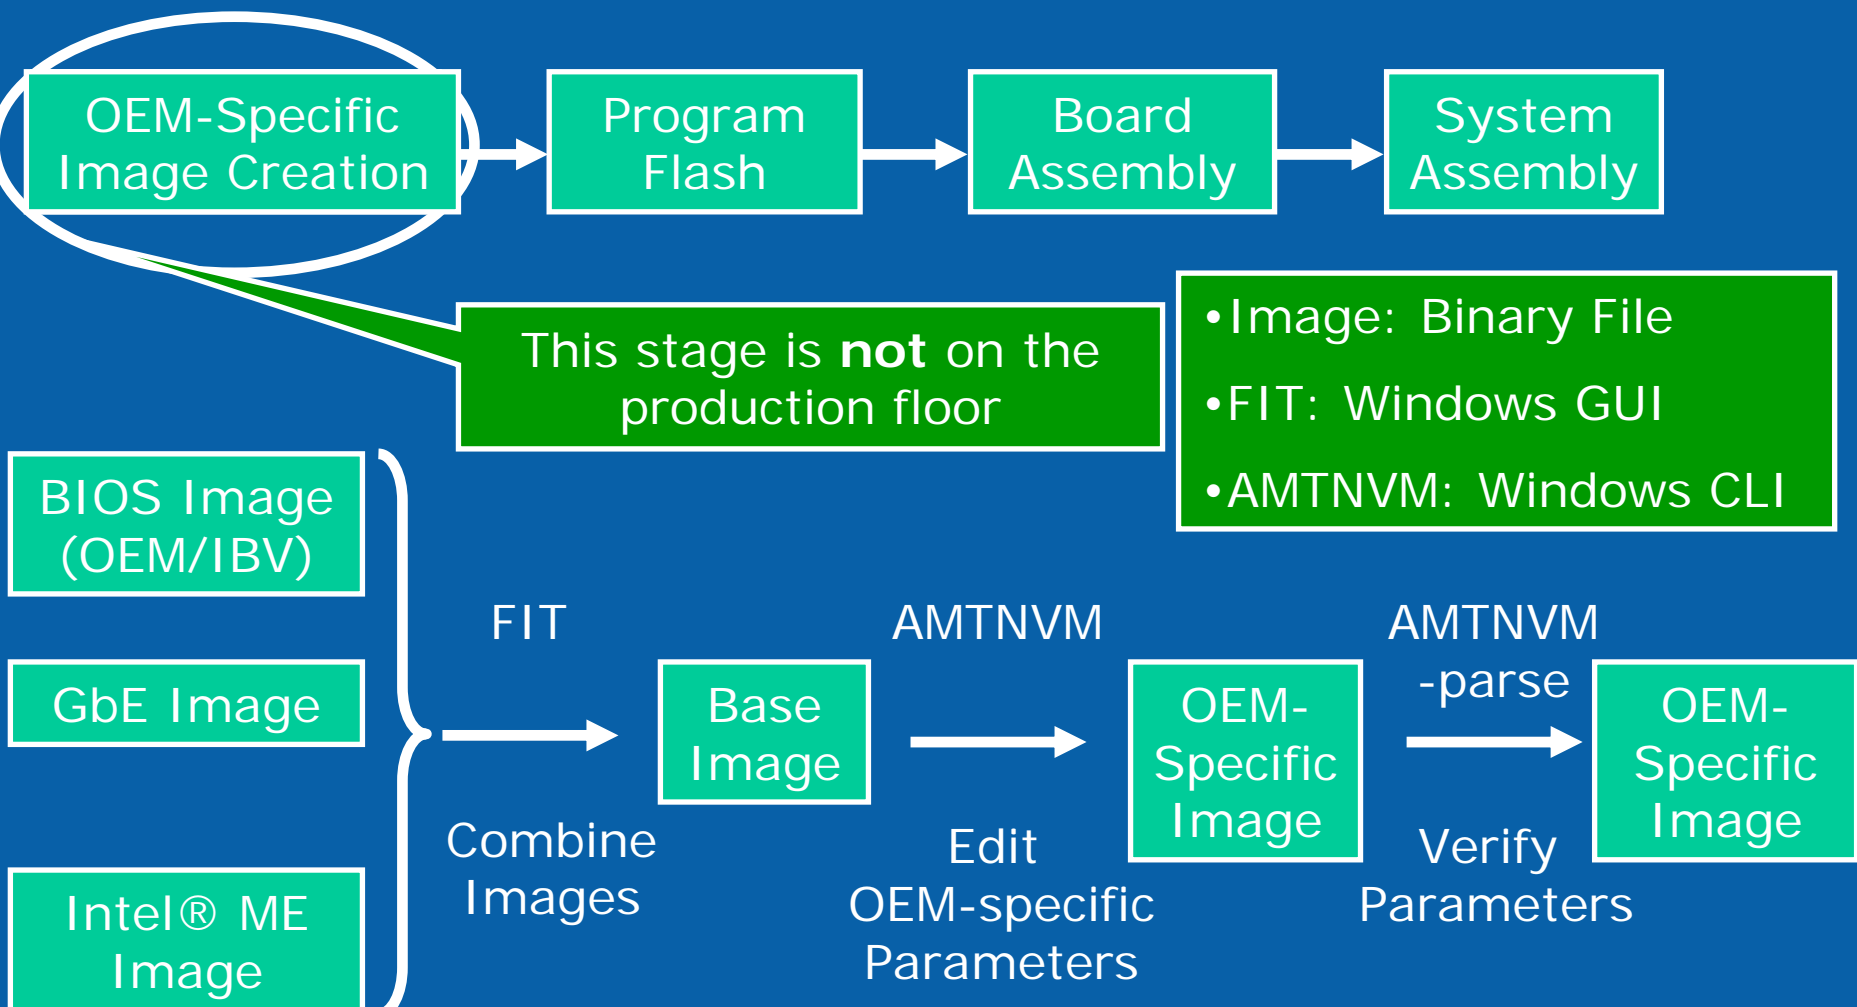 OEM-Specific
Image Creation
Program
Flash
Board
Assembly
System
Assembly
This stage is not on the
production floor
•Image: Binary File
•FIT: Windows GUI
•AMTNVM: Windows CLI
BIOS Image
(OEM/IBV)
GbE Image
Intel® ME
Image
FIT
Combine
Images
Base
Image
AMTNVM
Edit
OEM-specific
Parameters
OEM-
Specific
Image
AMTNVM
-parse
Verify
Parameters
OEM-
Specific
Image